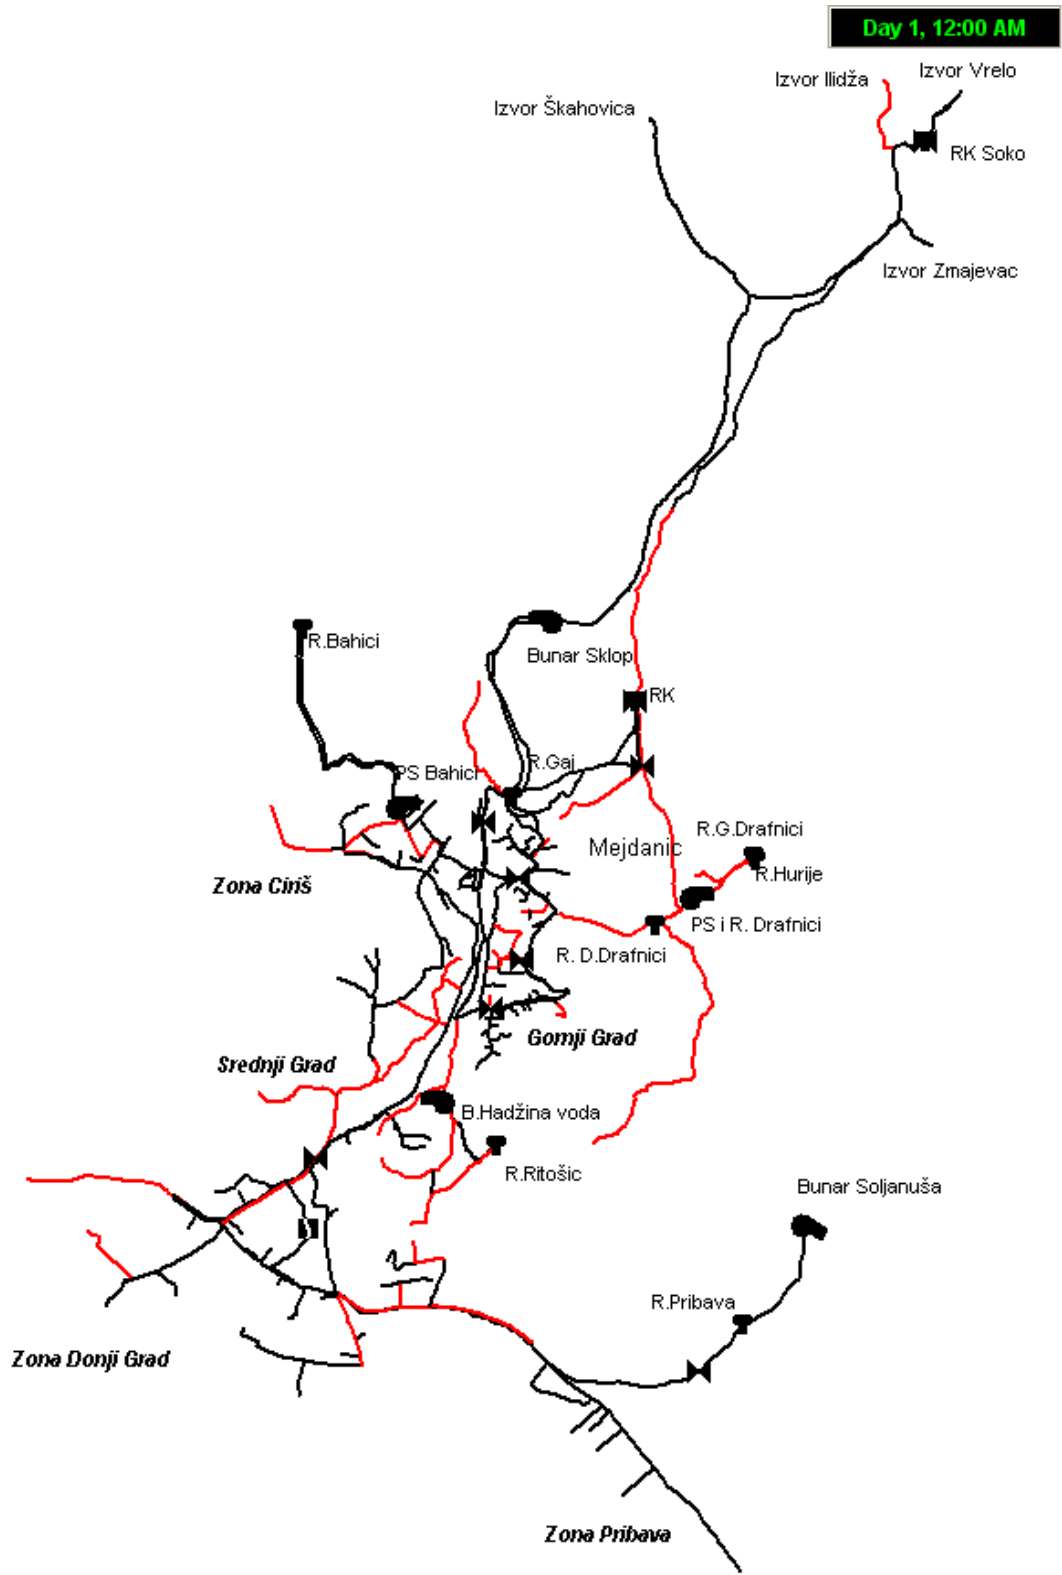 Day 1, 12:00 AM
Izvor Vrelo
Izvor Ilidža
Izvor Škahovica
RK Soko
Izvor Zmajevac
R.Bahici
Bunar Sklop
RK
R.Gaj
PS Bahici
R.G.Drafnici
Mejdanic
R.Hurije
Zona Ciriš
PS i R. Drafnici
R. D.Drafnici
Gornji Grad
Srednji Grad
B.Hadžina voda
R.Ritošic
Bunar Soljanuša
R.Pribava
Zona Donji Grad
Zona Pribava